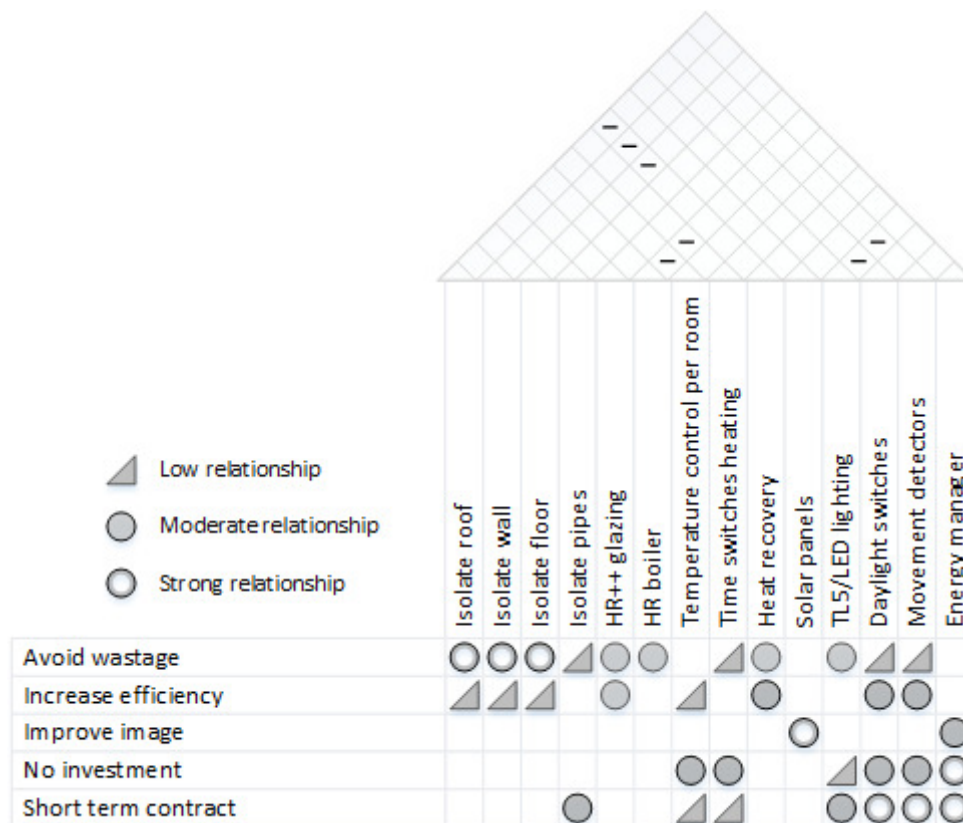 Low relationship
Moderate relationship
Strong relationship
Isolate roof
Isolate wall
Isolate floor
Isolate pipes
HR++ glazing
HR boiler
Temperature control per room
Time switches heating
Heat recovery
Solar panels
TL5/LED lighting
Daylight switches
Movement detectors
Energy manager
Avoid wastage
Increase efficiency
Improve image
No investment
Short term contract